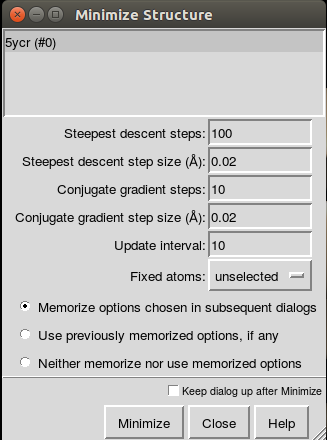 Minimize Structure
5ycr (#0)
Steepest descent steps: 100
Steepest descent step size (Å): 0.02
Conjugate gradient steps: 10
Conjugate gradient step size (Å): 0.02
Update interval: 10
Fixed atoms: unselected
Memorize options chosen in subsequent dialogs
Use previously memorized options, if any
Neither memorize nor use memorized options
Keep dialog up after Minimize
Minimize Close Help